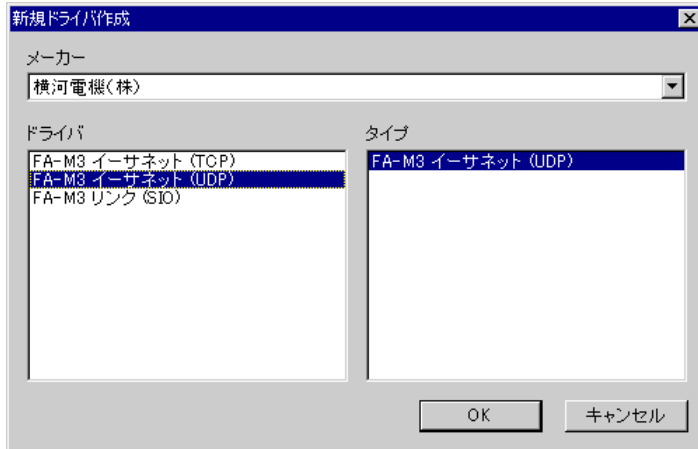 新規ドライバ作成
メーカー
横河電機(株)
ドライバ
タイプ
FA-M3 イーサネット (TCP)
FA-M3 イーサネット (UDP)
FA-M3 リンク (SIO)
FA-M3 イーサネット (UDP)
OK
キャンセル